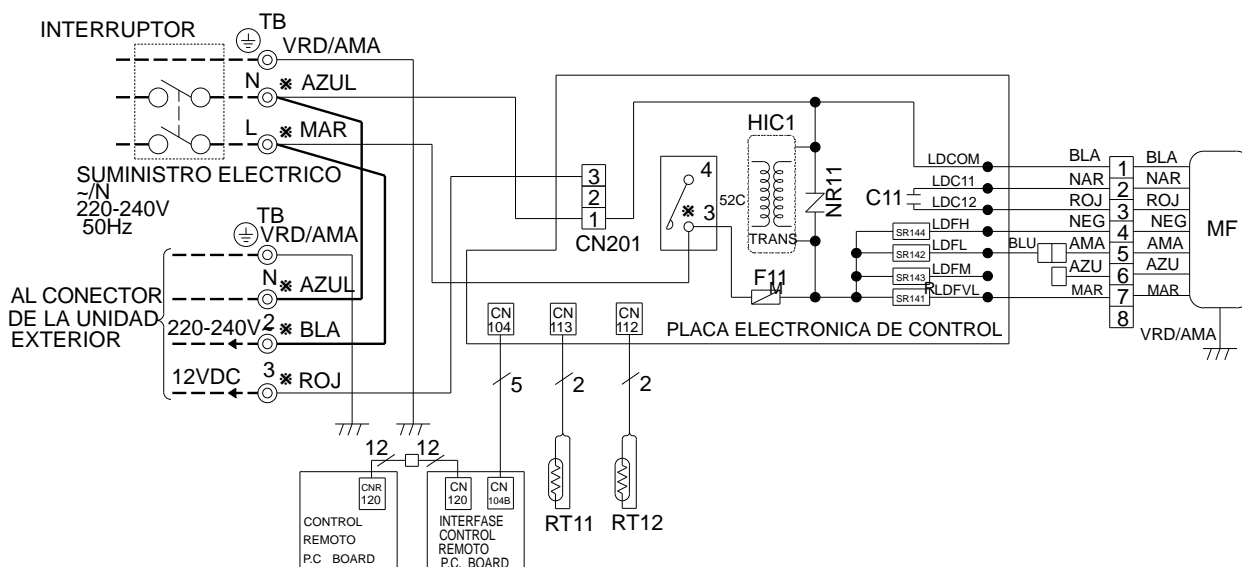 INTERRUPTOR
TB
VRD/AMA
N ※ AZUL
L ※ MAR
SUMINISTRO ELECTRICO
~/N
220-240V
50Hz
TB
VRD/AMA
N ※ AZUL
AL CONECTOR
DE LA UNIDAD
EXTERIOR
220-240V~
2 ※ BLA
12VDC
3 ※ ROJ
3
2
1
CN201
4
※ 3
52C
HIC1
TRANS
NR11
F11
M
C11
LDCOM
LDC11
LDC12
SR144
LDFH
SR142
LDFL
SR143
LDFM
SR141
RLDFVL
BLU
BLA 1 BLA
NAR 2 NAR
ROJ 3 ROJ
NEG 4 NEG
AMA 5 AMA
AZU 6 AZU
MAR 7 MAR
8
MF
VRD/AMA
PLACA ELECTRONICA DE CONTROL
CN
104
CN
113
CN
112
5
2
2
RT11
RT12
12
12
CNR
120
CONTROL
REMOTO
P.C BOARD
CN
120
CN
104B
INTERFASE
CONTROL
REMOTO
P.C. BOARD